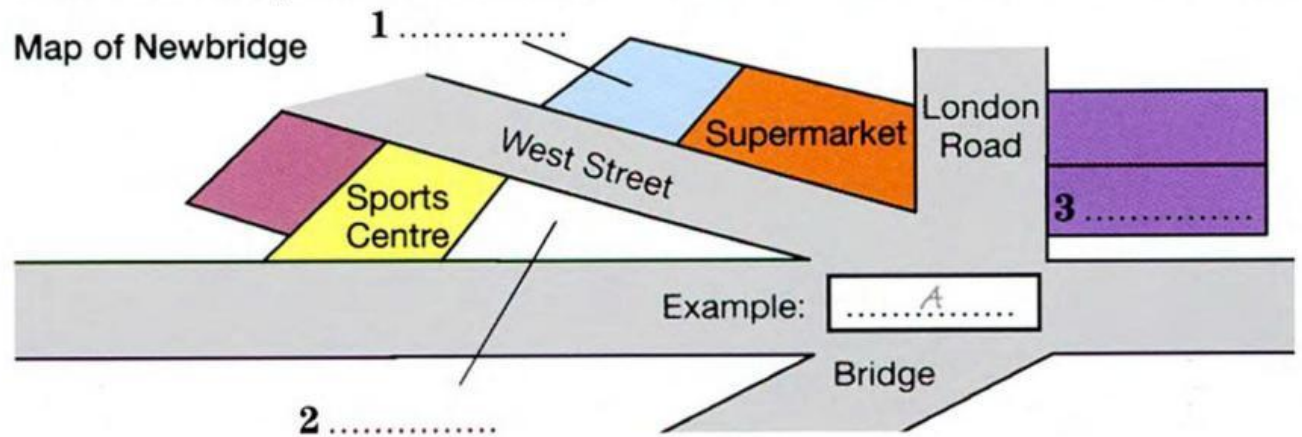 Map of Newbridge
1 ..................
West Street
Supermarket
London
Road
Sports
Centre
3 ..................
Example: A ..................
Bridge
2 ..................